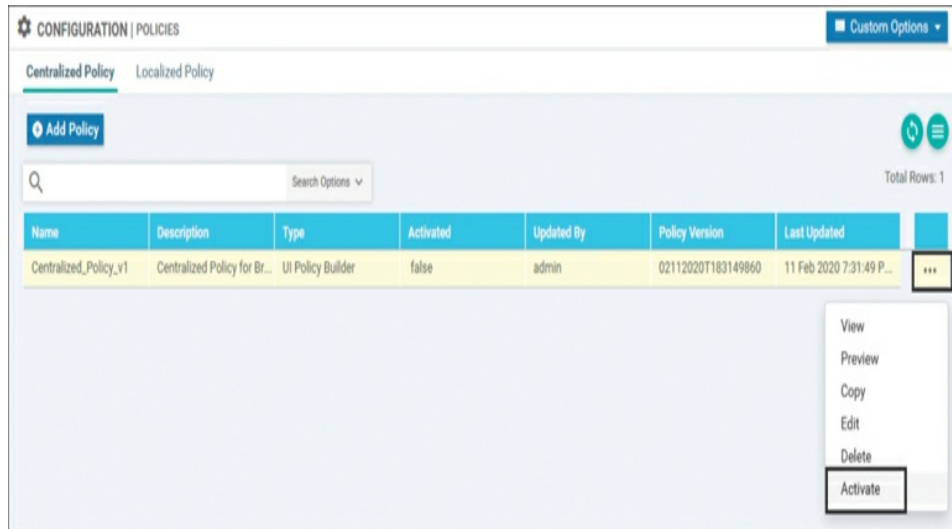 CONFIGURATION | POLICIES
Custom Options
Centralized Policy Localized Policy
Add Policy
Search Options
Total Rows: 1
Name Description Type Activated Updated By Policy Version Last Updated
Centralized_Policy_v1 Centralized Policy for Br... UI Policy Builder false admin 02112020T183149860 11 Feb 2020 7:31:49 P... •••
View
Preview
Copy
Edit
Delete
Activate